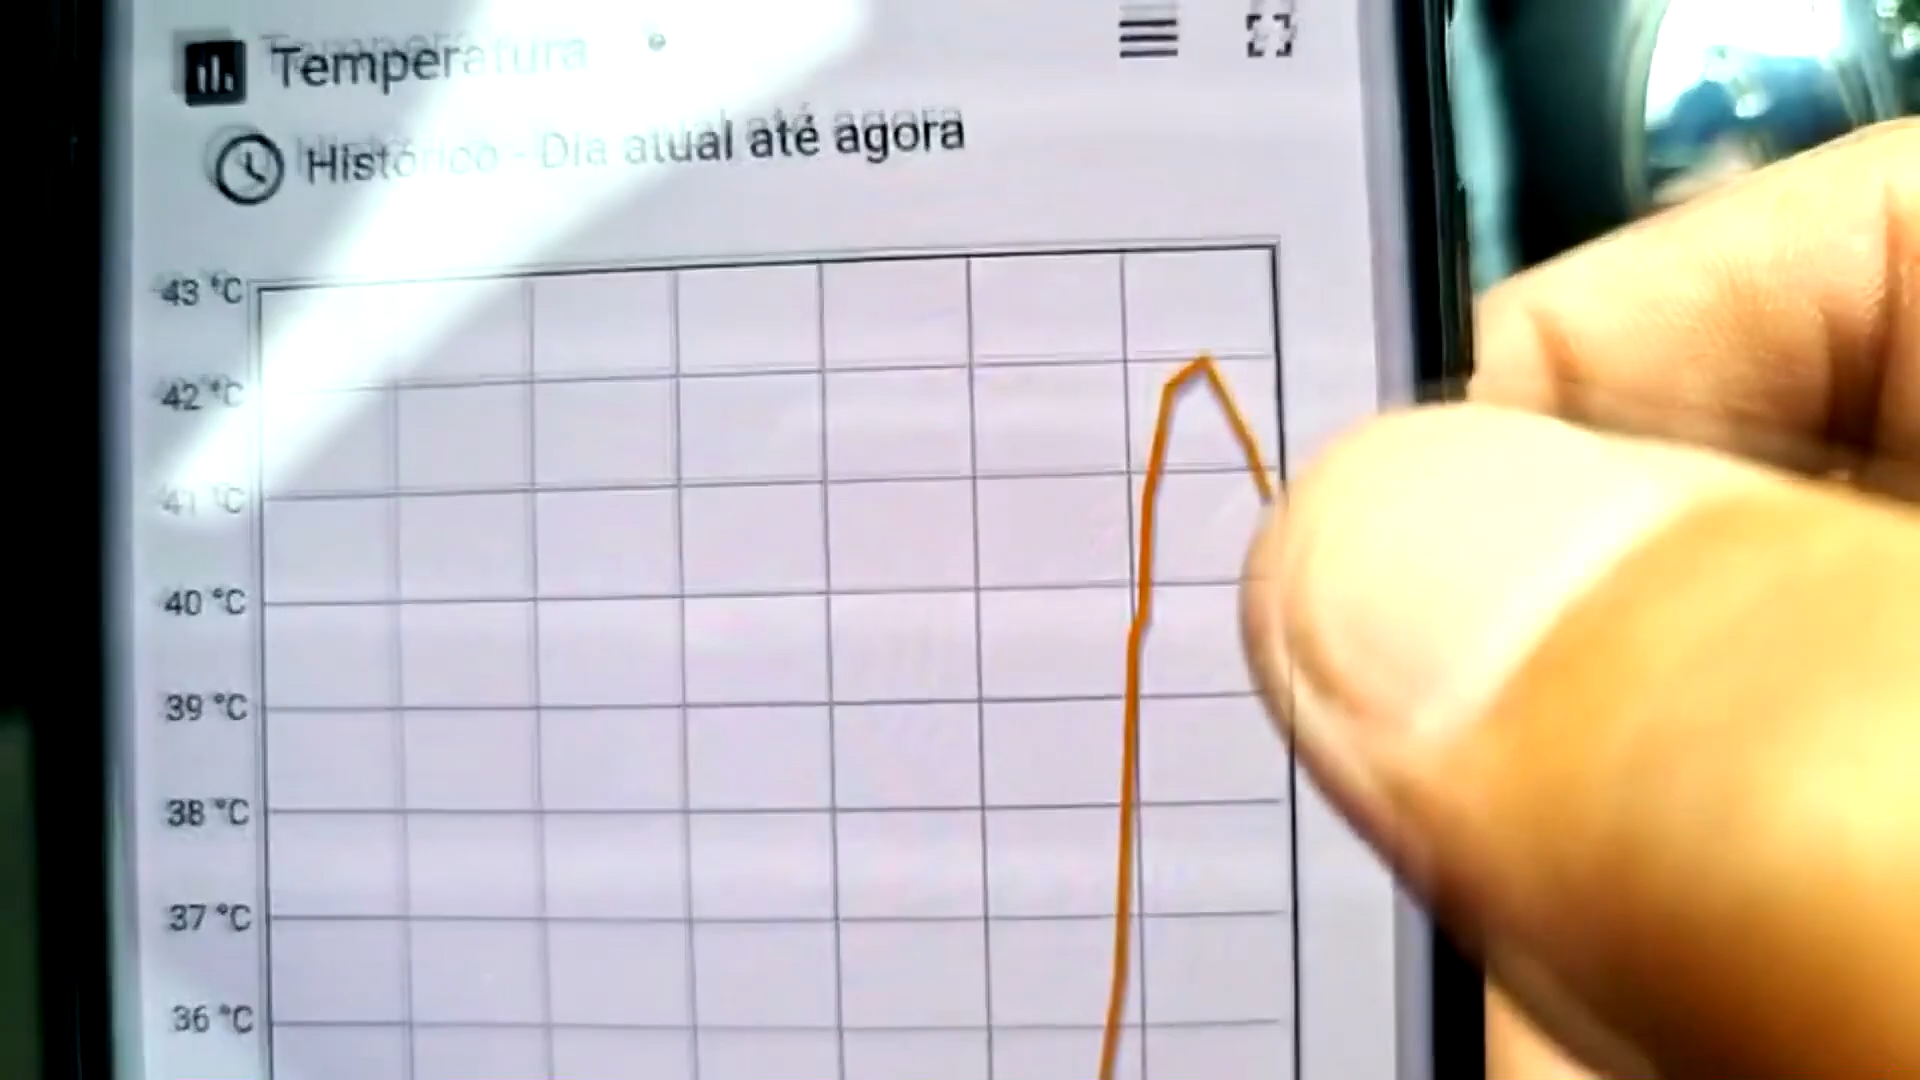 Temperatura
Histórico - Dia atual até agora
43 °C
42 °C
41 °C
40 °C
39 °C
38 °C
37 °C
36 °C